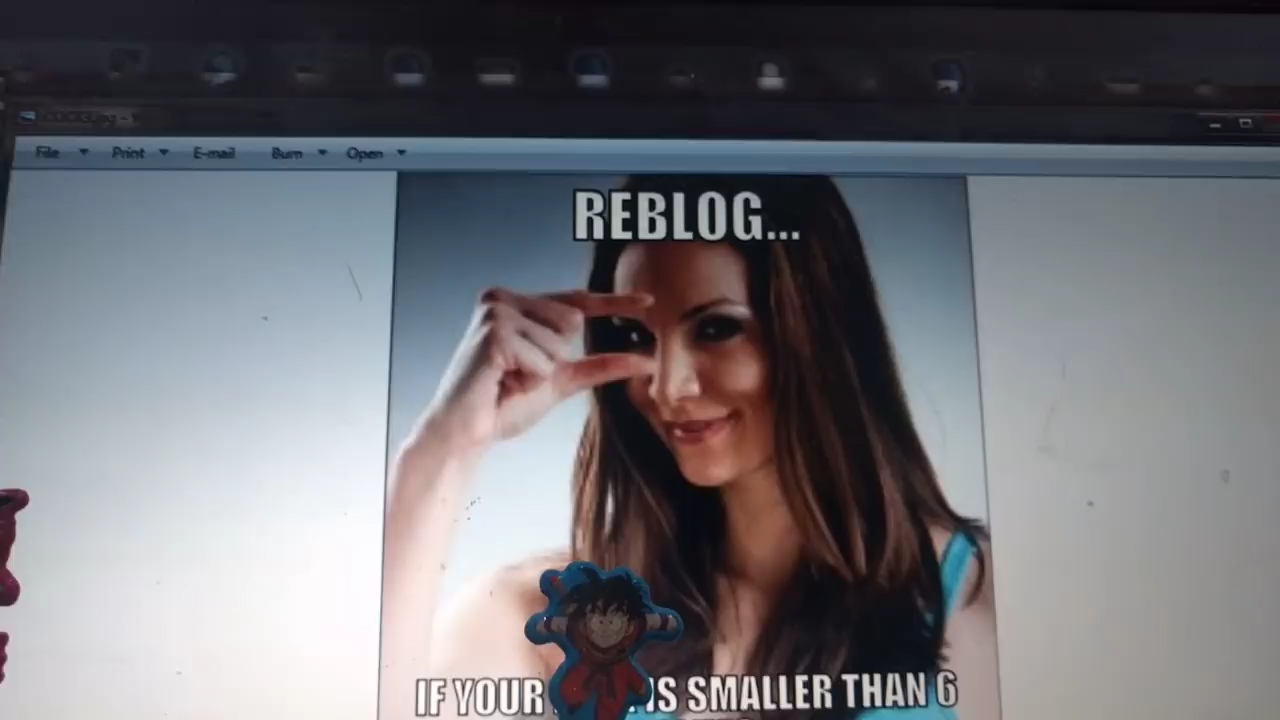 File Print E-mail Burn Open
REBLOG...
IF YOUR IS SMALLER THAN 6